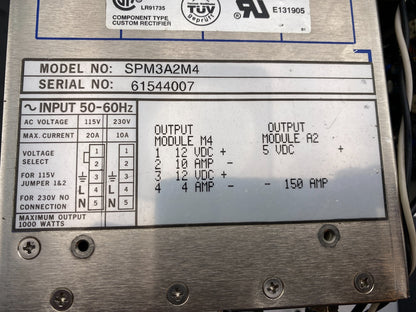 LR91735
COMPONENT TYPE
CUSTOM RECTIFIER
TÜV
Geprüft
E131905
MODEL NO: SPM3A2M4
SERIAL NO: 61544007
~ INPUT 50-60Hz
AC VOLTAGE 115V 230V
MAX. CURRENT 20A 10A
VOLTAGE
SELECT
FOR 115V
JUMPER 1&2
FOR 230V NO
CONNECTION
1 1
2 2
3 3
L 4 L 4
N 5 N 5
MAXIMUM OUTPUT
1000 WATTS
OUTPUT
MODULE M4
1 12 VDC +
2 10 AMP -
3 12 VDC +
4 4 AMP -
OUTPUT
MODULE A2
5 VDC +
- 150 AMP